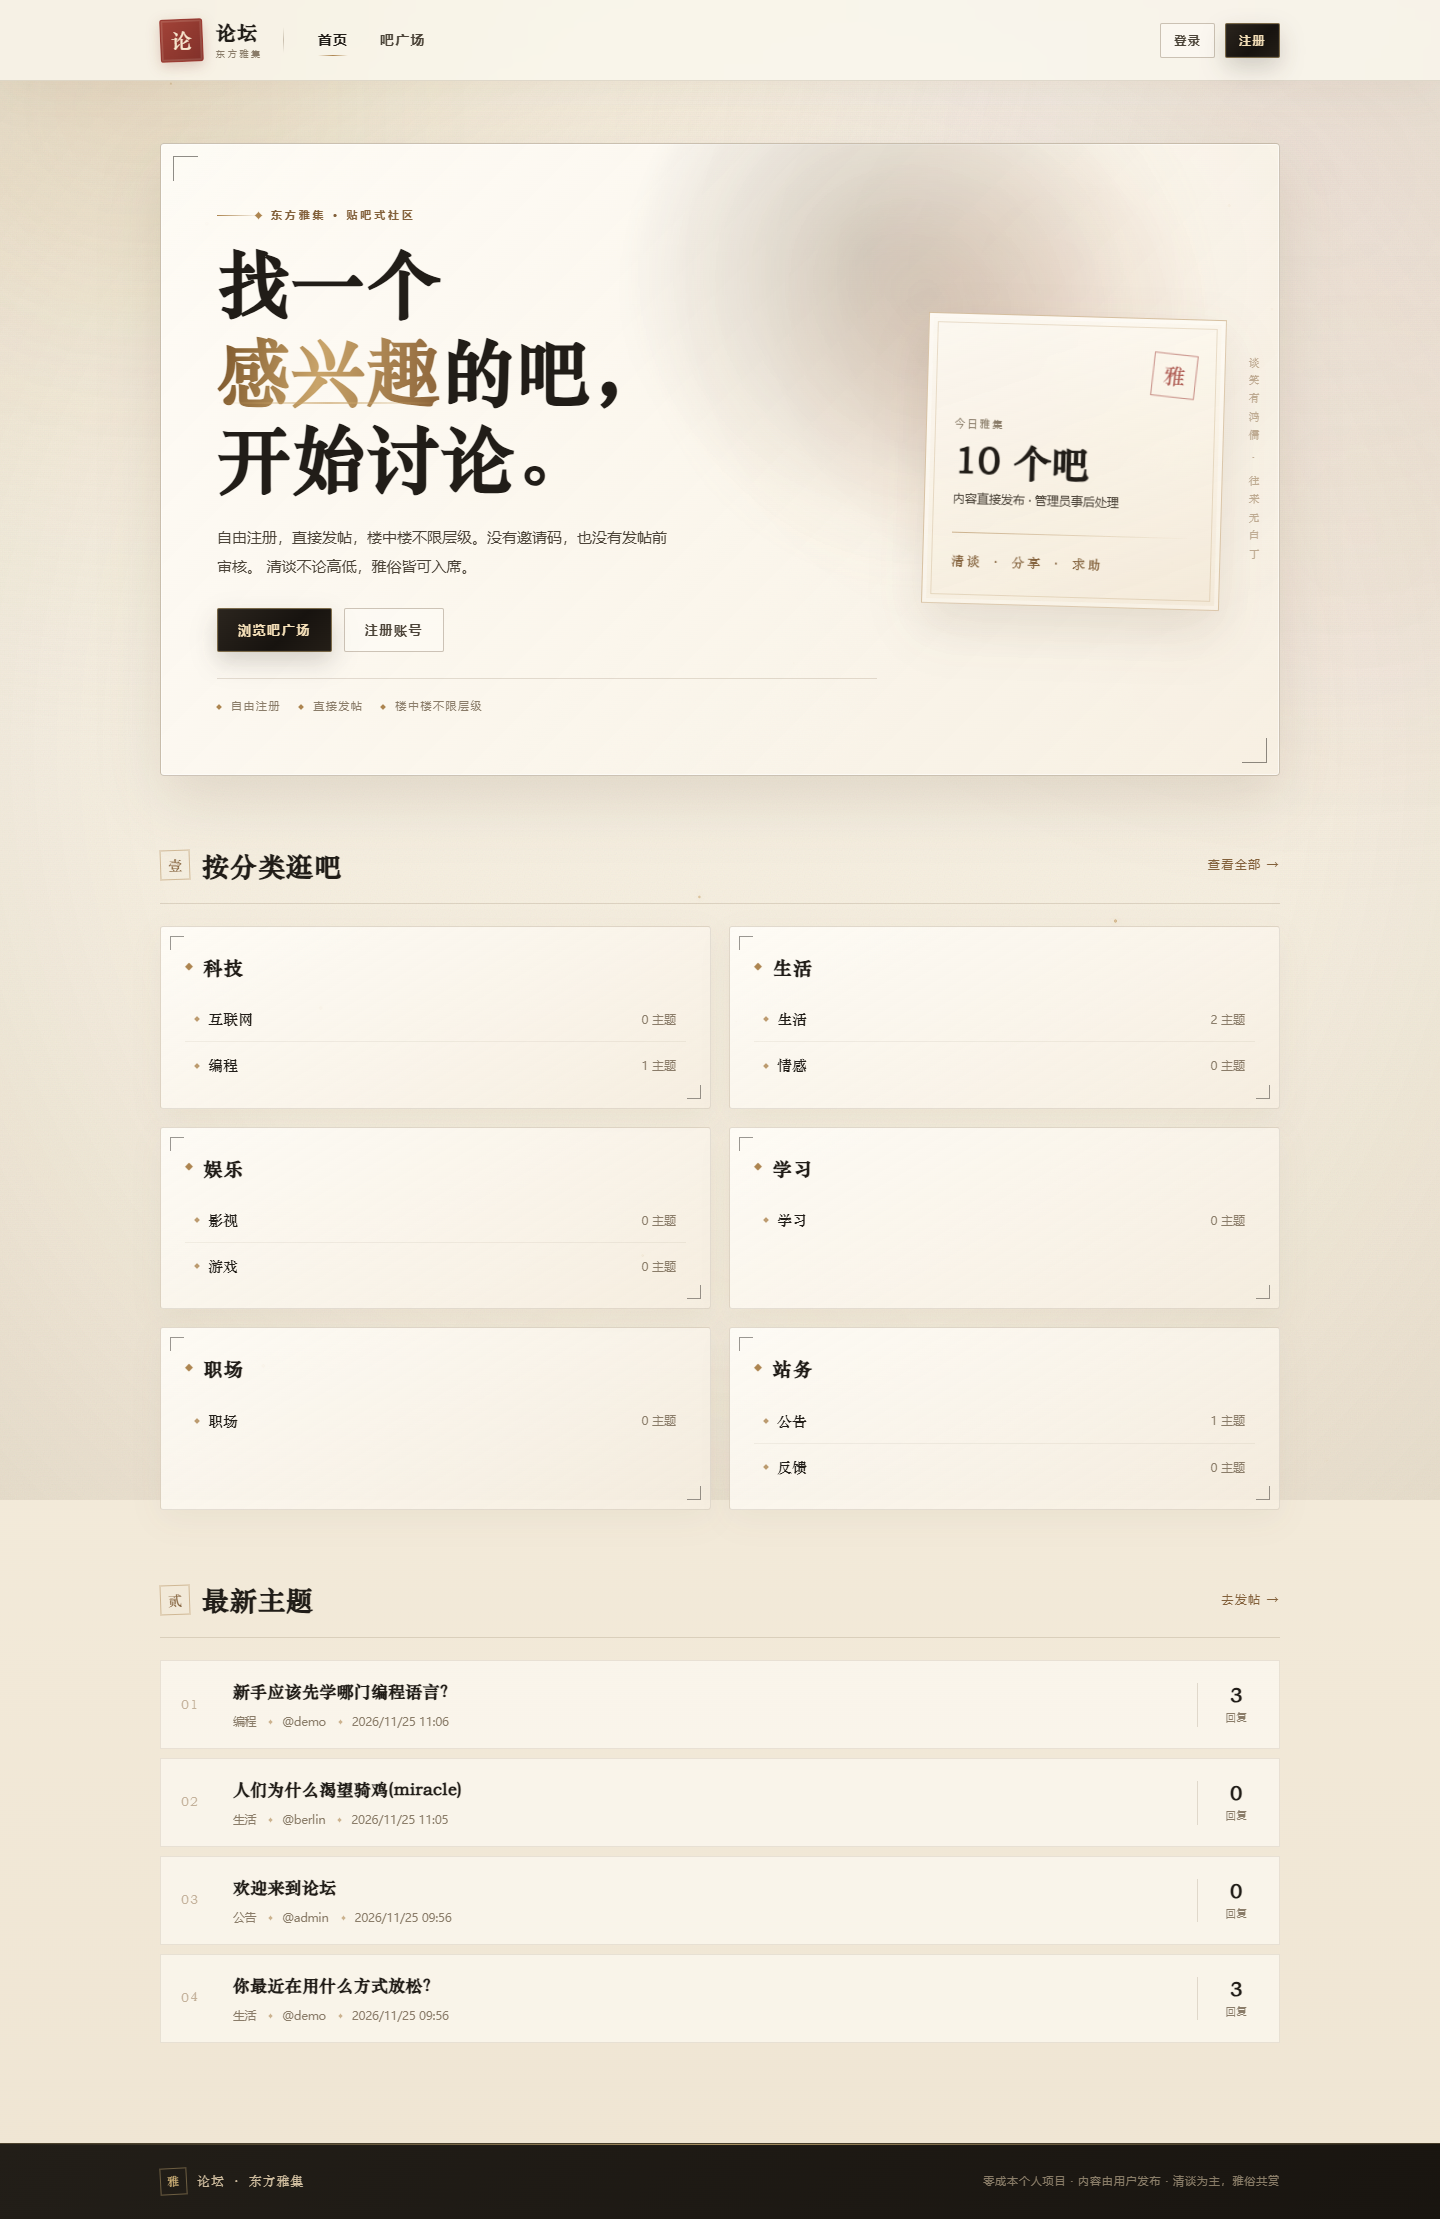 论
论坛
东方雅集
首页
吧广场
登录
注册
东方雅集 • 贴吧式社区
找一个
感兴趣的吧，
开始讨论。
自由注册，直接发帖，楼中楼不限层级。没有邀请码，也没有发帖前
审核。 清谈不论高低，雅俗皆可入席。
浏览吧广场
注册账号
自由注册
直接发帖
楼中楼不限层级
雅
今日雅集
10 个吧
内容直接发布 · 管理员事后处理
清谈 · 分享 · 求助
谈笑有鸿儒 · 往来无白丁
壹
按分类逛吧
查看全部 →
科技
互联网 0 主题
编程 1 主题
生活
生活 2 主题
情感 0 主题
娱乐
影视 0 主题
游戏 0 主题
学习
学习 0 主题
职场
职场 0 主题
站务
公告 1 主题
反馈 0 主题
贰
最新主题
去发帖 →
01
新手应该先学哪门编程语言？
编程 • @demo • 2026/11/25 11:06
3
回复
02
人们为什么渴望骑鸡(miracle)
生活 • @berlin • 2026/11/25 11:05
0
回复
03
欢迎来到论坛
公告 • @admin • 2026/11/25 09:56
0
回复
04
你最近在用什么方式放松？
生活 • @demo • 2026/11/25 09:56
3
回复
雅
论坛 · 东方雅集
零成本个人项目 · 内容由用户发布 · 清谈为主，雅俗共赏